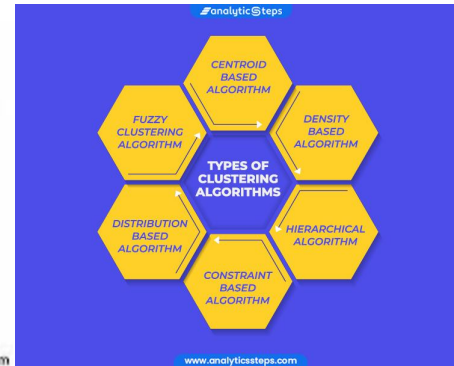 analyticSteps
CENTROID
BASED
ALGORITHM
DENSITY
BASED
ALGORITHM
HIERARCHICAL
ALGORITHM
CONSTRAINT
BASED
ALGORITHM
DISTRIBUTION
BASED
ALGORITHM
FUZZY
CLUSTERING
ALGORITHM
TYPES OF
CLUSTERING
ALGORITHMS
www.analyticssteps.com